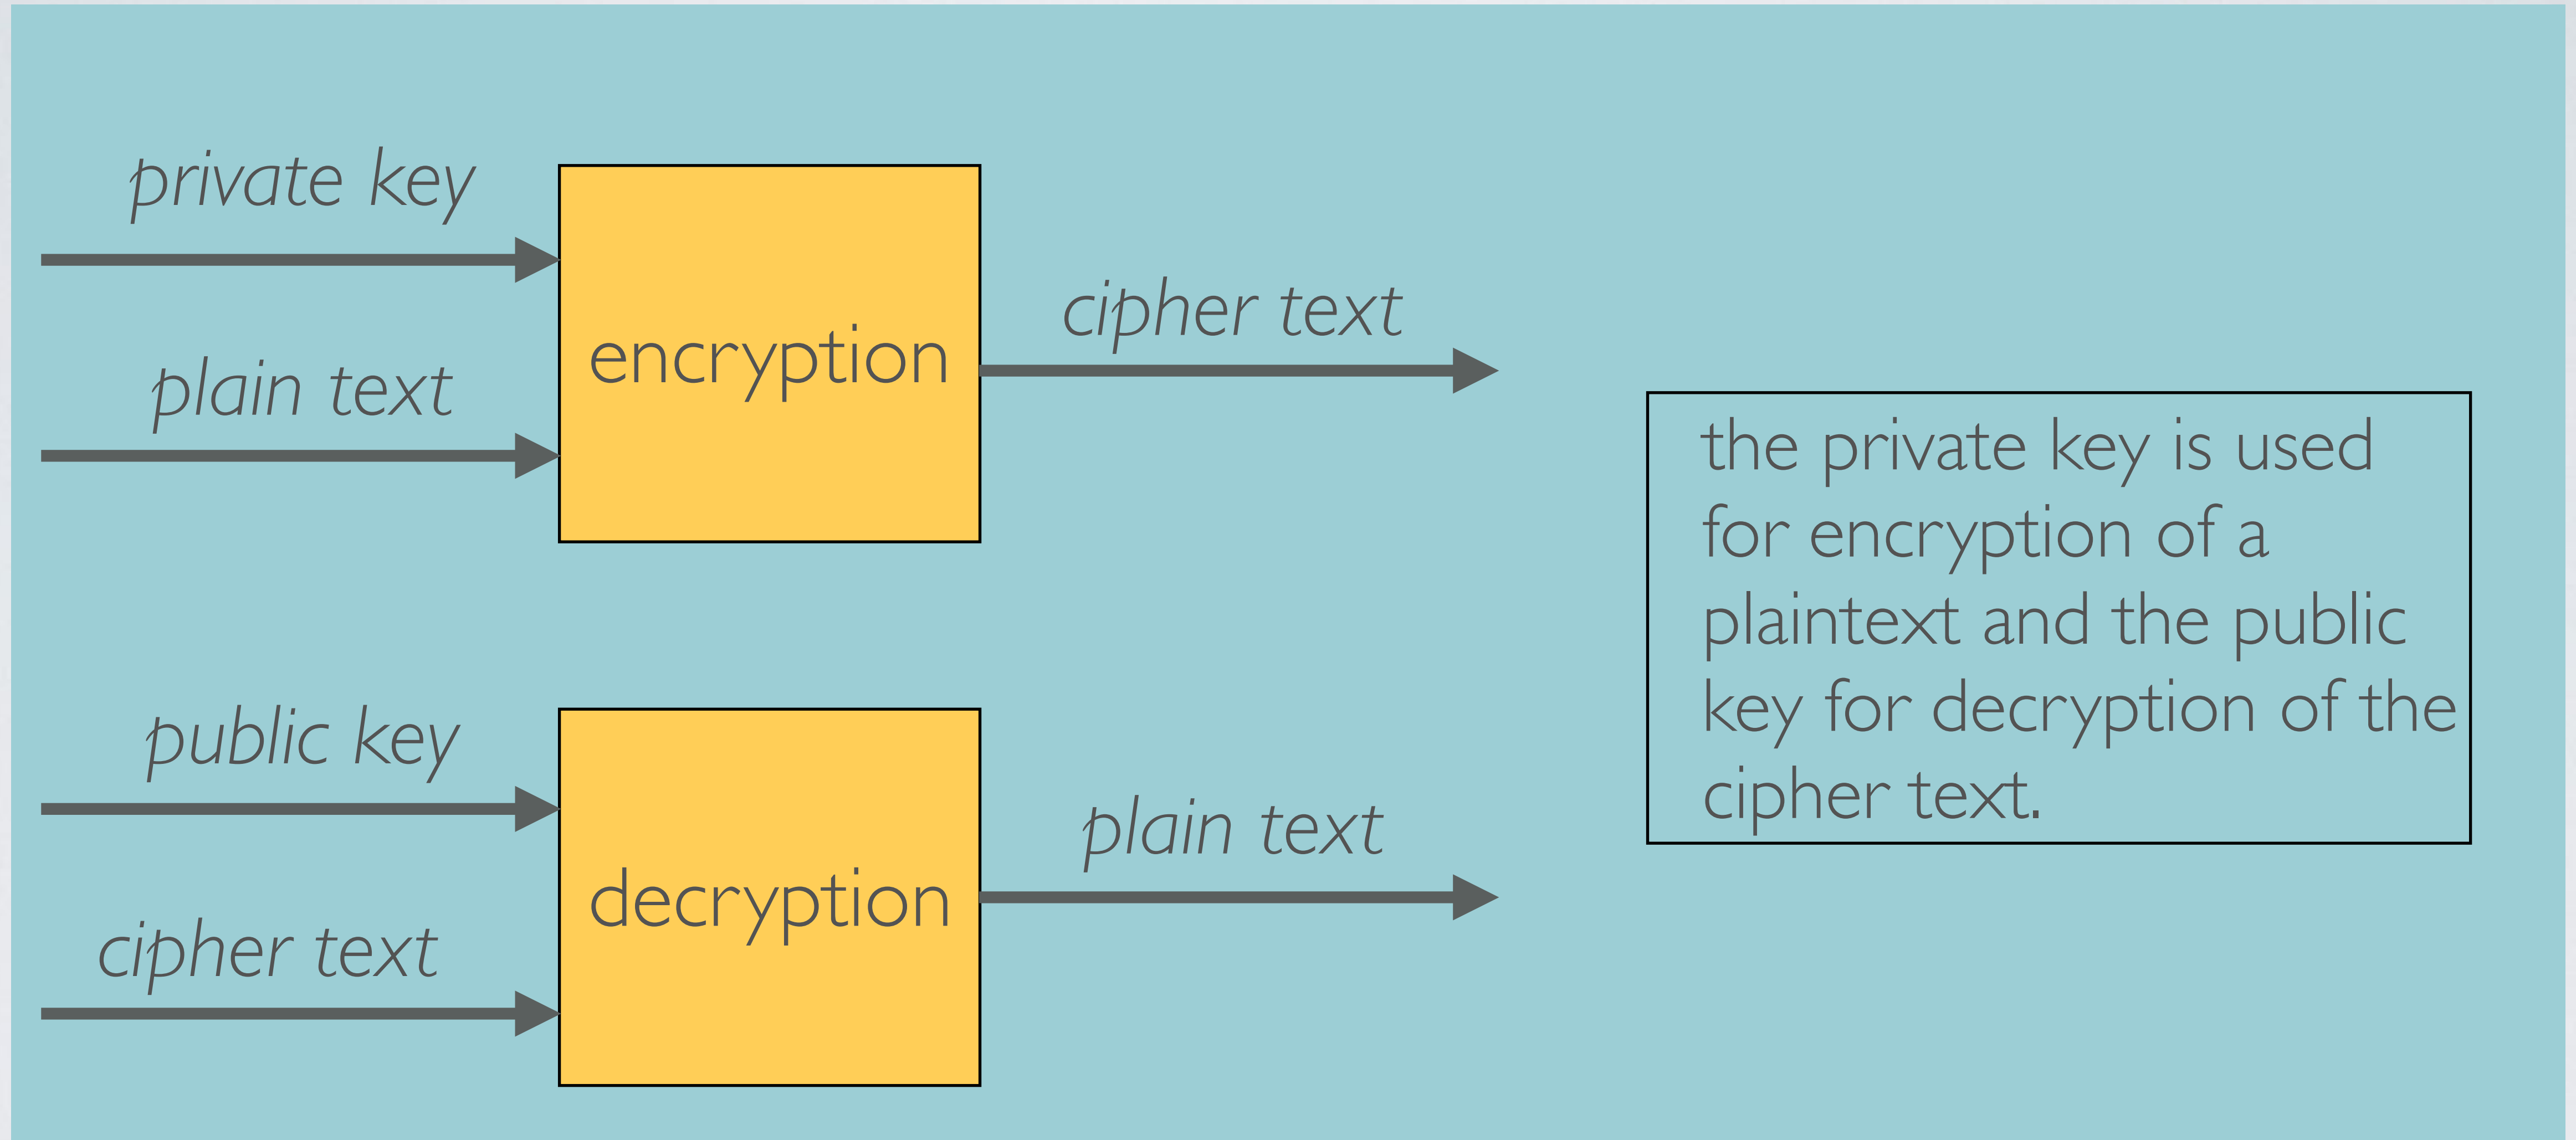 private key
plain text
encryption
cipher text
public key
cipher text
decryption
plain text
the private key is used
for encryption of a
plaintext and the public
key for decryption of the
cipher text.